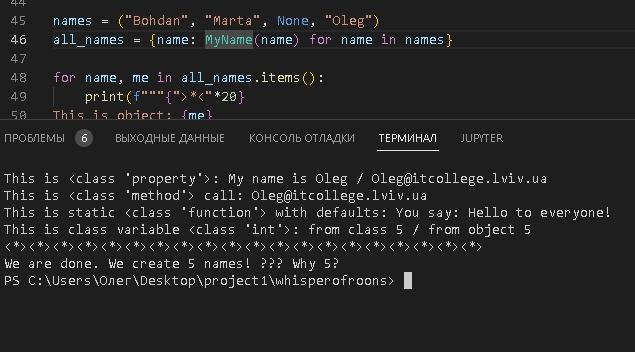 44
45 names = ("Bohdan", "Marta", None, "Oleg")
46 all_names = {name: MyName(name) for name in names}
47
48 for name, me in all_names.items():
49 print(f"""{">*<"*20}
50 This is object: {me}
ПРОБЛЕМЫ 6 ВЫХОДНЫЕ ДАННЫЕ КОНСОЛЬ ОТЛАДКИ ТЕРМИНАЛ JUPYTER
This is <class 'property'>: My name is Oleg / Oleg@itcollege.lviv.ua
This is <class 'method'> call: Oleg@itcollege.lviv.ua
This is static <class 'function'> with defaults: You say: Hello to everyone!
This is class variable <class 'int'>: from class 5 / from object 5
<*><*><*><*><*><*><*><*><*><*><*><*><*><*><*><*><*><*><*><*>
We are done. We create 5 names! ??? Why 5?
PS C:\Users\Олег\Desktop\project1\whisperofroons>